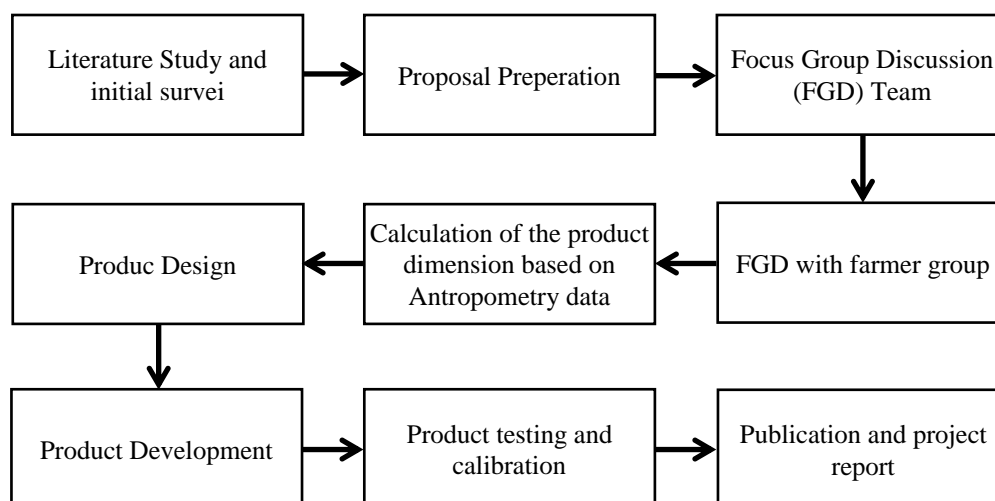 Literature Study and
initial survei
Proposal Preperation
Focus Group Discussion
(FGD) Team
Produc Design
Calculation of the product
dimension based on
Antropometry data
FGD with farmer group
Product Development
Product testing and
calibration
Publication and project
report